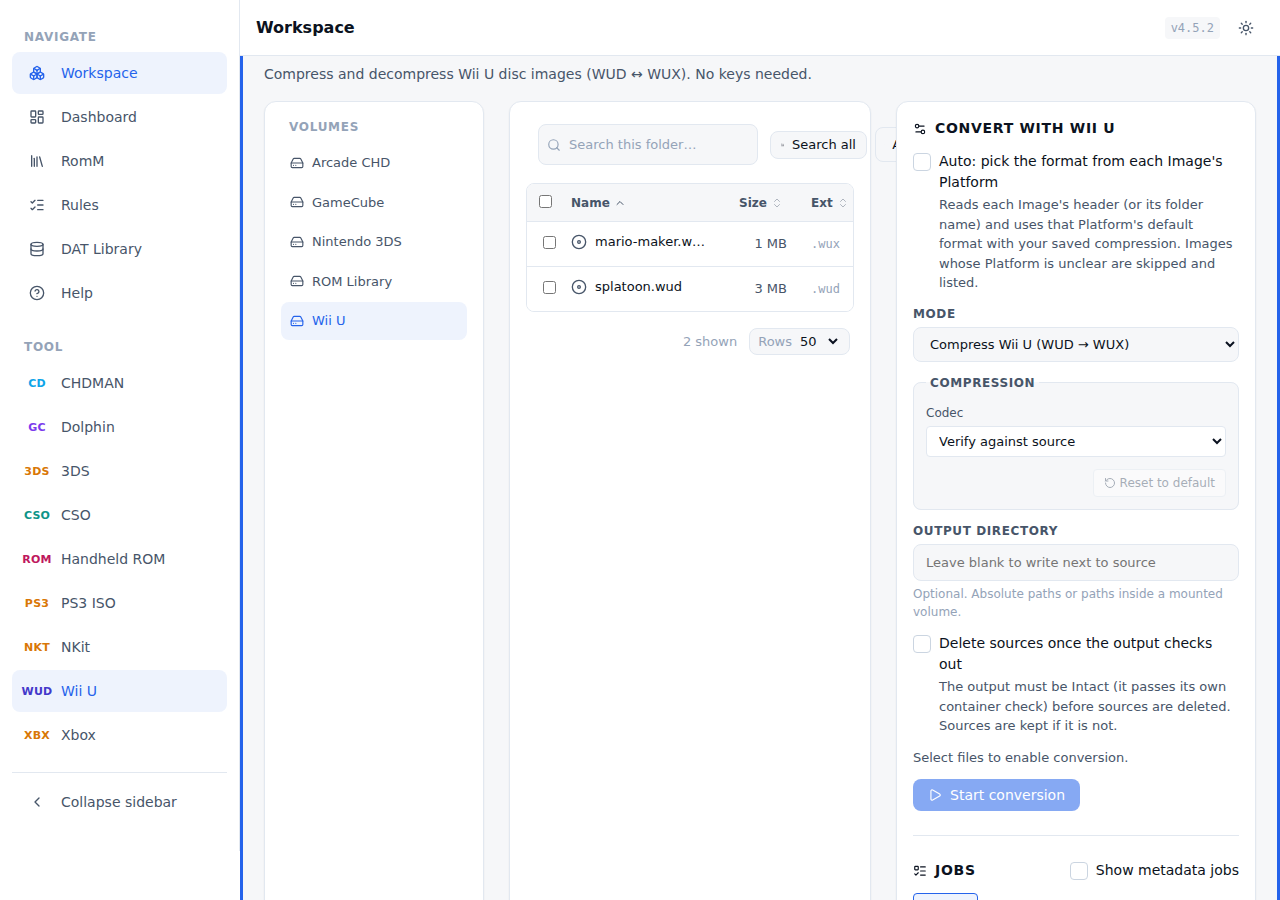 NAVIGATE
Workspace
Dashboard
RomM
Rules
DAT Library
Help
TOOL
CD CHDMAN
GC Dolphin
3DS 3DS
CSO CSO
ROM Handheld ROM
PS3 PS3 ISO
NKT NKit
WUD Wii U
XBX Xbox
Collapse sidebar
Workspace
v4.5.2
Compress and decompress Wii U disc images (WUD ↔ WUX). No keys needed.
VOLUMES
Arcade CHD
GameCube
Nintendo 3DS
ROM Library
Wii U
Search this folder…
Search all
Name Size Ext
mario-maker.w… 1 MB .wux
splatoon.wud 3 MB .wud
2 shown Rows 50
CONVERT WITH WII U
Auto: pick the format from each Image's
Platform
Reads each Image's header (or its folder
name) and uses that Platform's default
format with your saved compression. Images
whose Platform is unclear are skipped and
listed.
MODE
Compress Wii U (WUD → WUX)
COMPRESSION
Codec
Verify against source
Reset to default
OUTPUT DIRECTORY
Leave blank to write next to source
Optional. Absolute paths or paths inside a mounted
volume.
Delete sources once the output checks
out
The output must be Intact (it passes its own
container check) before sources are deleted.
Sources are kept if it is not.
Select files to enable conversion.
Start conversion
JOBS
Show metadata jobs